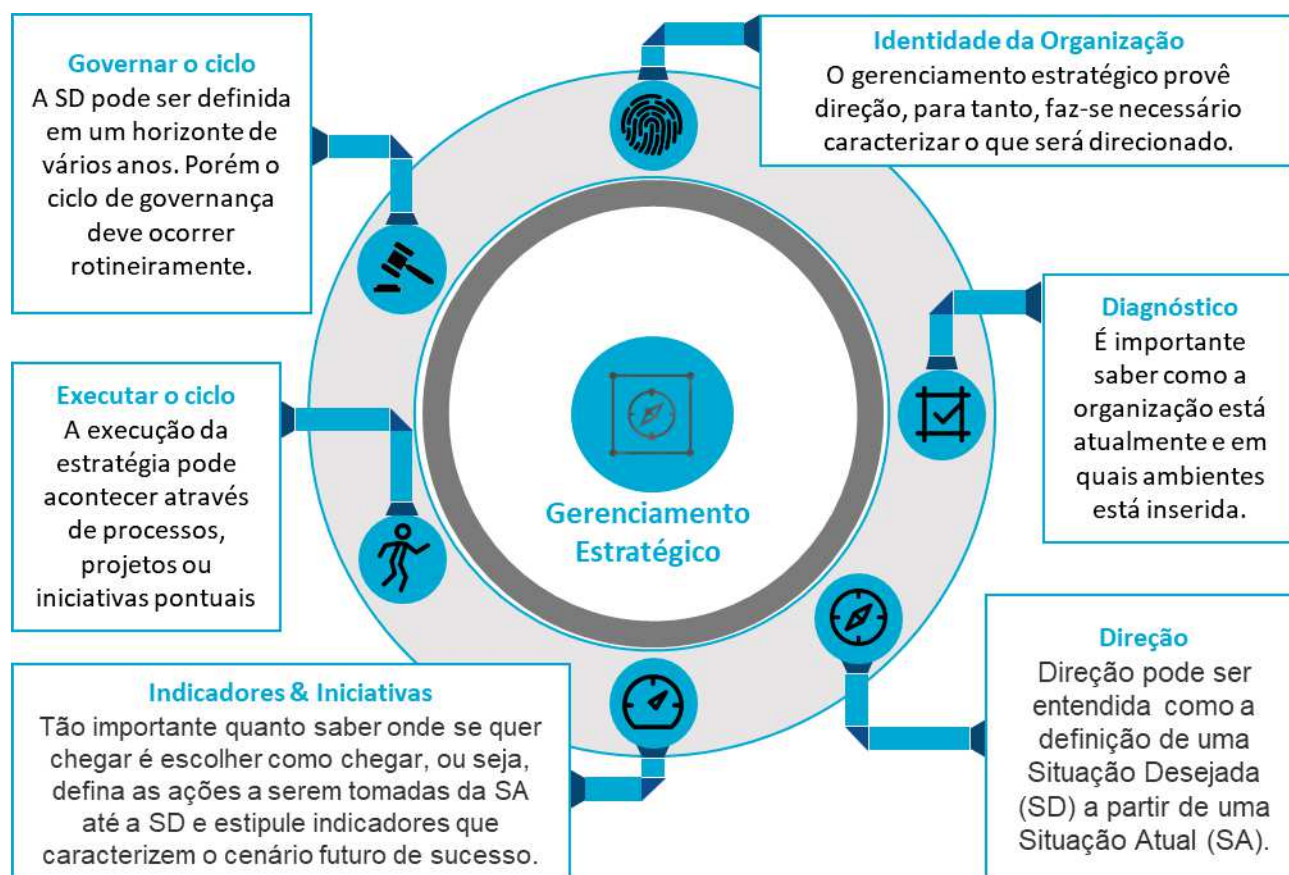 Governar o ciclo
A SD pode ser definida
em um horizonte de
vários anos. Porém o
ciclo de governança
deve ocorrer
rotineiramente.
Identidade da Organização
O gerenciamento estratégico provê
direção, para tanto, faz-se necessário
caracterizar o que será direcionado.
Diagnóstico
É importante
saber como a
organização está
atualmente e em
quais ambientes
está inserida.
Executar o ciclo
A execução da
estratégia pode
acontecer através
de processos,
projetos ou
iniciativas pontuais
Gerenciamento
Estratégico
Indicadores & Iniciativas
Tão importante quanto saber onde se quer
chegar é escolher como chegar, ou seja,
defina as ações a serem tomadas da SA
até a SD e estipule indicadores que
caracterizem o cenário futuro de sucesso.
Direção
Direção pode ser
entendida como a
definição de uma
Situação Desejada
(SD) a partir de uma
Situação Atual (SA).